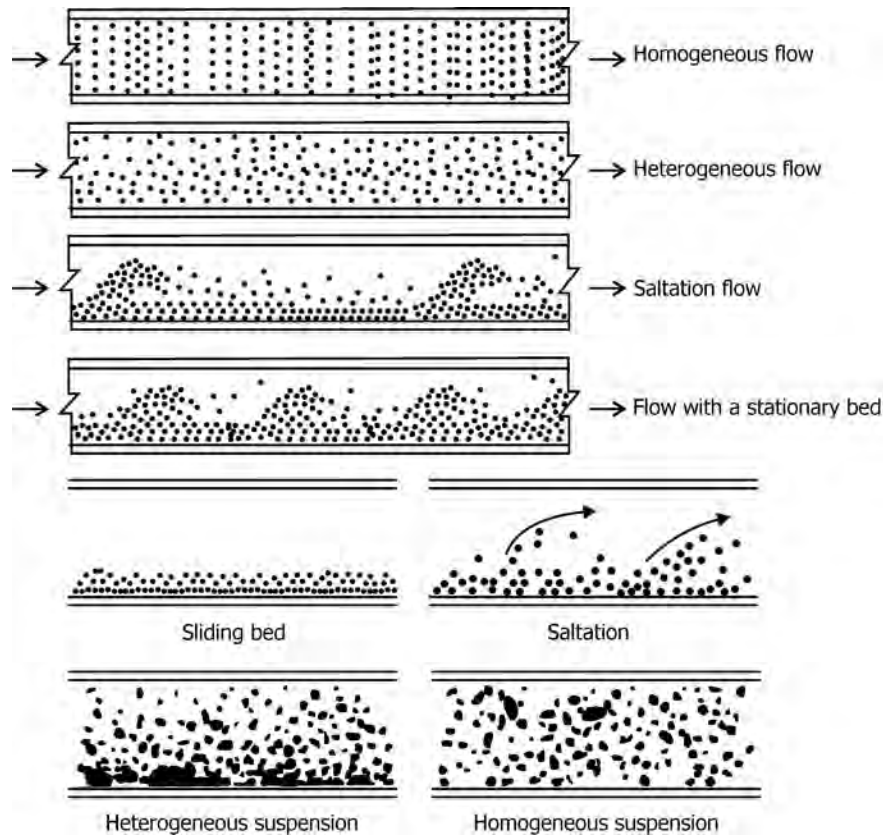 Homogeneous flow
Heterogeneous flow
Saltation flow
Flow with a stationary bed
Sliding bed
Saltation
Heterogeneous suspension
Homogeneous suspension